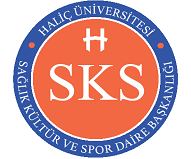 HALİÇ ÜNİVERSİTESİ
H
SKS
SAĞLIK KÜLTÜR VE SPOR DAİRE BAŞKANLIĞI